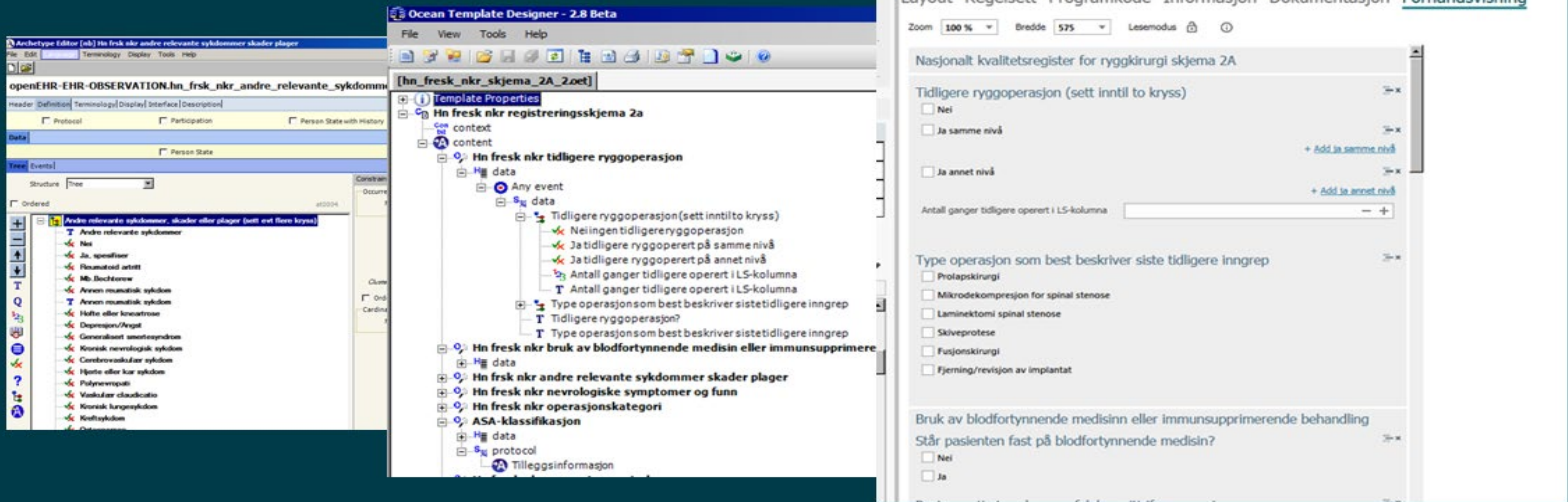 Archetype Editor [nb] Hn frsk nkr andre relevante sykdommer skader plager
File Edit Terminology Display Tools Help
openEHR-EHR-OBSERVATION.hn_frsk_nkr_andre_relevante_sykdomme
Header Definition Terminology Display Interface Description
Protocol Participation Person State with History
Data
Person State
Tree Events
Structure Tree
Constrain
Occurre
Ordered at0004
Andre relevante sykdommer, skader eller plager (sett evt flere kryss)
T Andre relevante sykdommer
Nei
Ja, spesifiser
Reumatoid artritt
Mb.Bechterew
Annen reumatisk sykdom
T Annen reumatisk sykdom
Hofte eller kneartrose
Depresjon/Angst
Generalisert smertesyndrom
Kronisk nevrologisk sykdom
Cerebrovaskulær sykdom
Hjerte eller kar sykdom
Polynevropati
Vaskulær claudicatio
Kronisk lungesykdom
Kreftsykdom
T
Q
?
Ord
Cardina
Ocean Template Designer - 2.8 Beta
File View Tools Help
[hn_fresk_nkr_skjema_2A_2.oet]
Template Properties
Hn fresk nkr registreringsskjema 2a
context
content
Hn fresk nkr tidligere ryggoperasjon
data
Any event
data
Tidligere ryggoperasjon (sett inntil to kryss)
Nei ingen tidligere ryggoperasjon
Ja tidligere ryggoperert på samme nivå
Ja tidligere ryggoperert på annet nivå
Antall ganger tidligere operert i LS-kolumna
T Antall ganger tidligere operert i LS-kolumna
Type operasjon som best beskriver siste tidligere inngrep
T Tidligere ryggoperasjon?
T Type operasjon som best beskriver siste tidligere inngrep
Hn fresk nkr bruk av blodfortynnende medisin eller immunsupprimere
data
Hn frsk nkr andre relevante sykdommer skader plager
Hn fresk nkr nevrologiske symptomer og funn
Hn fresk nkr operasjonskategori
ASA-klassifikasjon
data
protocol
Tilleggsinformasjon
Layout Regelsett Programkode Informasjon Dokumentasjon Forhåndsvisning
Zoom 100 % Bredde 575 Lesemodus
Nasjonalt kvalitetsregister for ryggkirurgi skjema 2A
Tidligere ryggoperasjon (sett inntil to kryss)
Nei
Ja samme nivå
+ Add ja samme nivå
Ja annet nivå
+ Add ja annet nivå
Antall ganger tidligere operert i LS-kolumna − +
Type operasjon som best beskriver siste tidligere inngrep
Prolapskirurgi
Mikrodekompresjon for spinal stenose
Laminektomi spinal stenose
Skiveprotese
Fusjonskirurgi
Fjerning/revisjon av implantat
Bruk av blodfortynnende medisinn eller immunsupprimerende behandling
Står pasienten fast på blodfortynnende medisin?
Nei
Ja